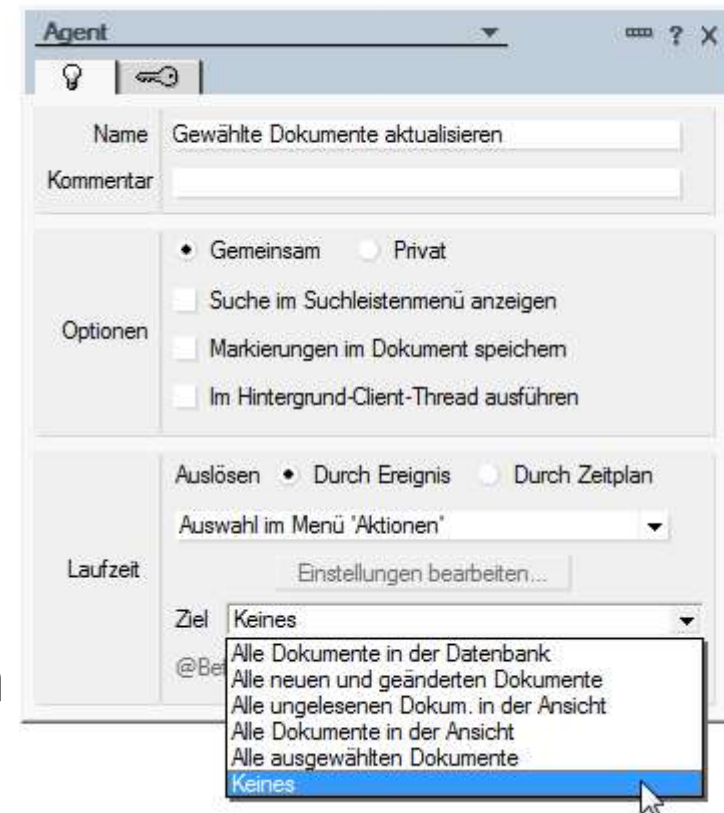 Agent
?
Name Gewählte Dokumente aktualisieren
Kommentar
Optionen
Gemeinsam Privat
Suche im Suchleistenmenü anzeigen
Markierungen im Dokument speichern
Im Hintergrund-Client-Thread ausführen
Laufzeit
Auslösen Durch Ereignis Durch Zeitplan
Auswahl im Menü 'Aktionen'
Einstellungen bearbeiten...
Ziel Keines
Alle Dokumente in der Datenbank
Alle neuen und geänderten Dokumente
Alle ungelesenen Dokum. in der Ansicht
Alle Dokumente in der Ansicht
Alle ausgewählten Dokumente
Keines